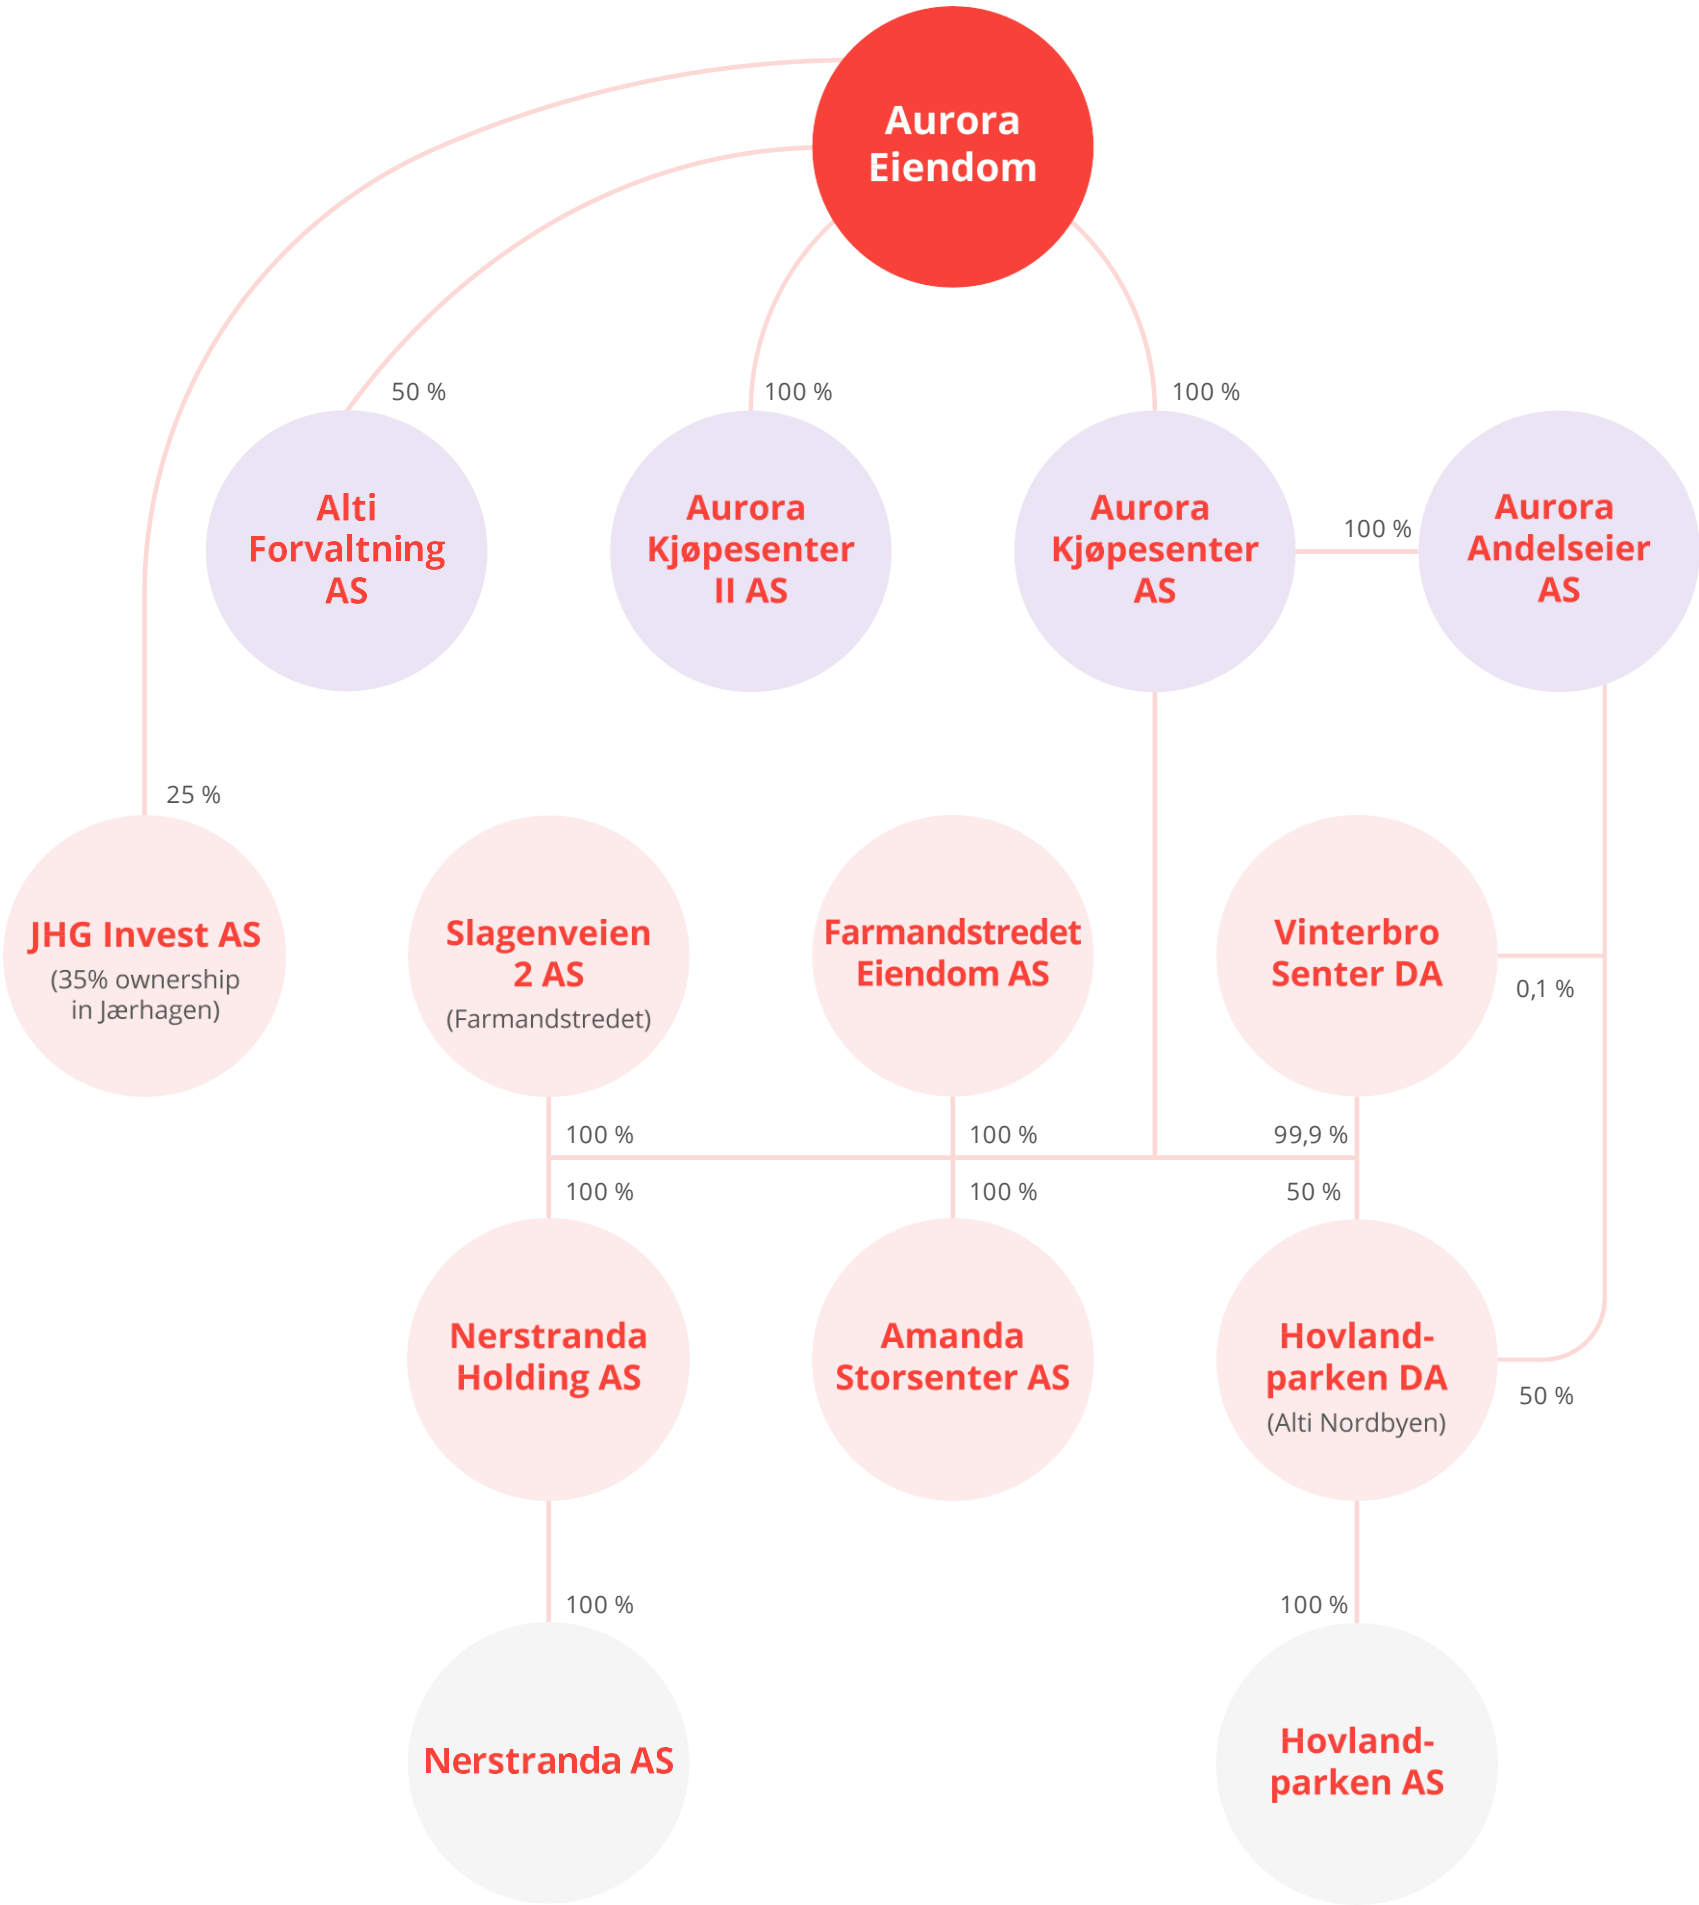 Aurora
Eiendom
50 %
100 %
100 %
Alti
Forvaltning
AS
Aurora
Kjøpesenter
II AS
Aurora
Kjøpesenter
AS
100 %
Aurora
Andelseier
AS
25 %
JHG Invest AS
(35% ownership
in Jærhagen)
Slagenveien
2 AS
(Farmandstredet)
Farmandstredet
Eiendom AS
Vinterbro
Senter DA
0,1 %
100 %
100 %
99,9 %
100 %
100 %
50 %
Nerstranda
Holding AS
Amanda
Storsenter AS
Hovland-
parken DA
(Alti Nordbyen)
50 %
100 %
100 %
Nerstranda AS
Hovland-
parken AS